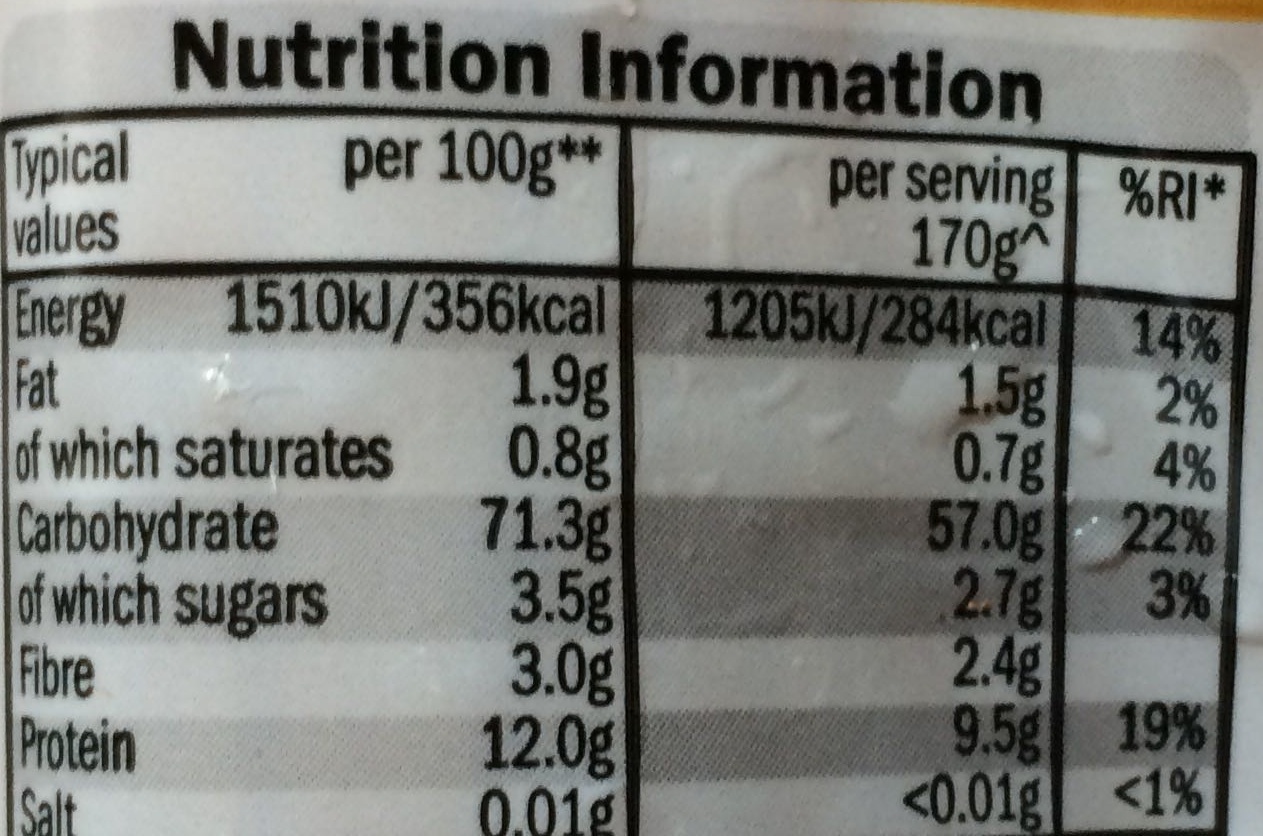 Nutrition Information
Typical values per 100g** per serving 170g^ %RI*
Energy 1510kJ/356kcal 1205kJ/284kcal 14%
Fat 1.9g 1.5g 2%
of which saturates 0.8g 0.7g 4%
Carbohydrate 71.3g 57.0g 22%
of which sugars 3.5g 2.7g 3%
Fibre 3.0g 2.4g
Protein 12.0g 9.5g 19%
Salt 0.01g <0.01g <1%